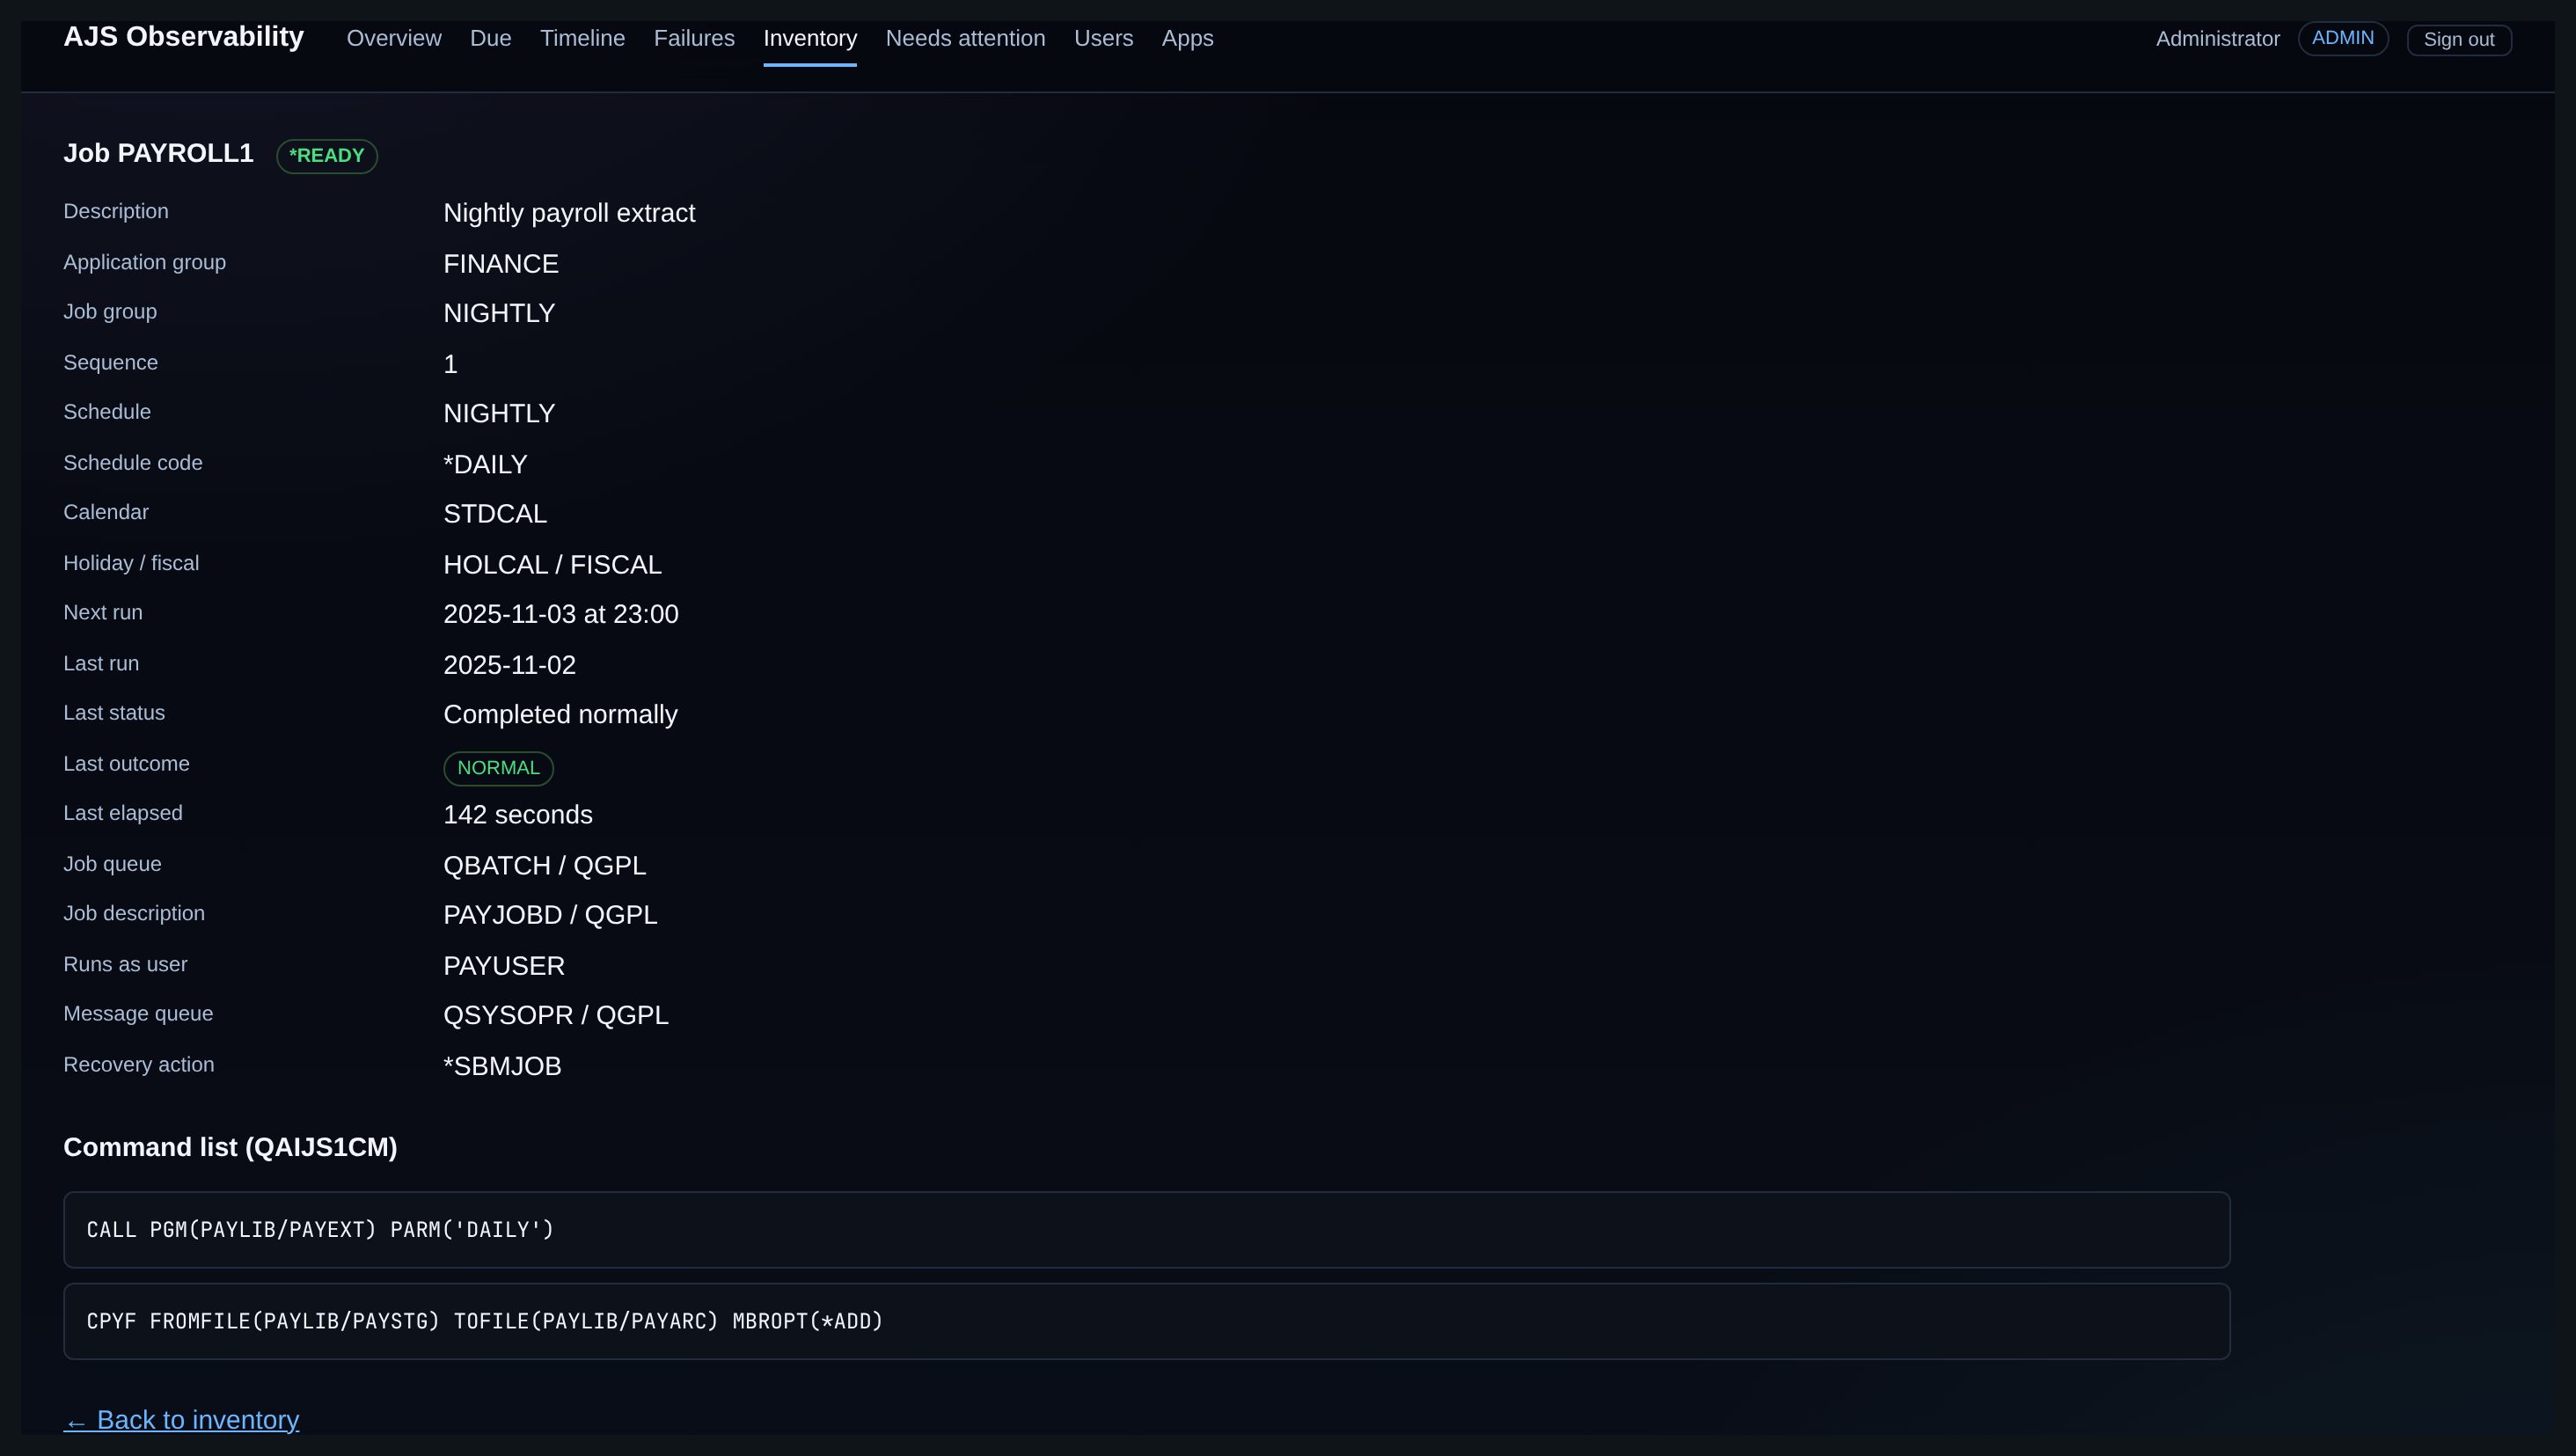 AJS Observability Overview Due Timeline Failures Inventory Needs attention Users Apps Administrator ADMIN Sign out
Job PAYROLL1 *READY
Description Nightly payroll extract
Application group FINANCE
Job group NIGHTLY
Sequence 1
Schedule NIGHTLY
Schedule code *DAILY
Calendar STDCAL
Holiday / fiscal HOLCAL / FISCAL
Next run 2025-11-03 at 23:00
Last run 2025-11-02
Last status Completed normally
Last outcome NORMAL
Last elapsed 142 seconds
Job queue QBATCH / QGPL
Job description PAYJOBD / QGPL
Runs as user PAYUSER
Message queue QSYSOPR / QGPL
Recovery action *SBMJOB
Command list (QAIJS1CM)
CALL PGM(PAYLIB/PAYEXT) PARM('DAILY')
CPYF FROMFILE(PAYLIB/PAYSTG) TOFILE(PAYLIB/PAYARC) MBROPT(*ADD)
← Back to inventory